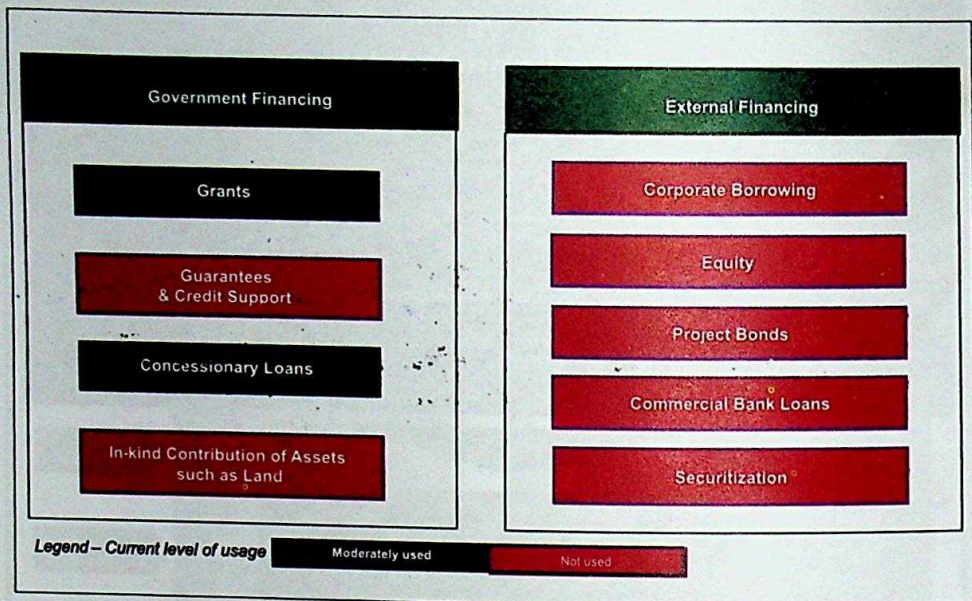 Government Financing
Grants
Guarantees
& Credit Support
Concessionary Loans
In-kind Contribution of Assets
such as Land
External Financing
Corporate Borrowing
Equity
Project Bonds
Commercial Bank Loans
Securitization
Legend – Current level of usage
Moderately used
Not used